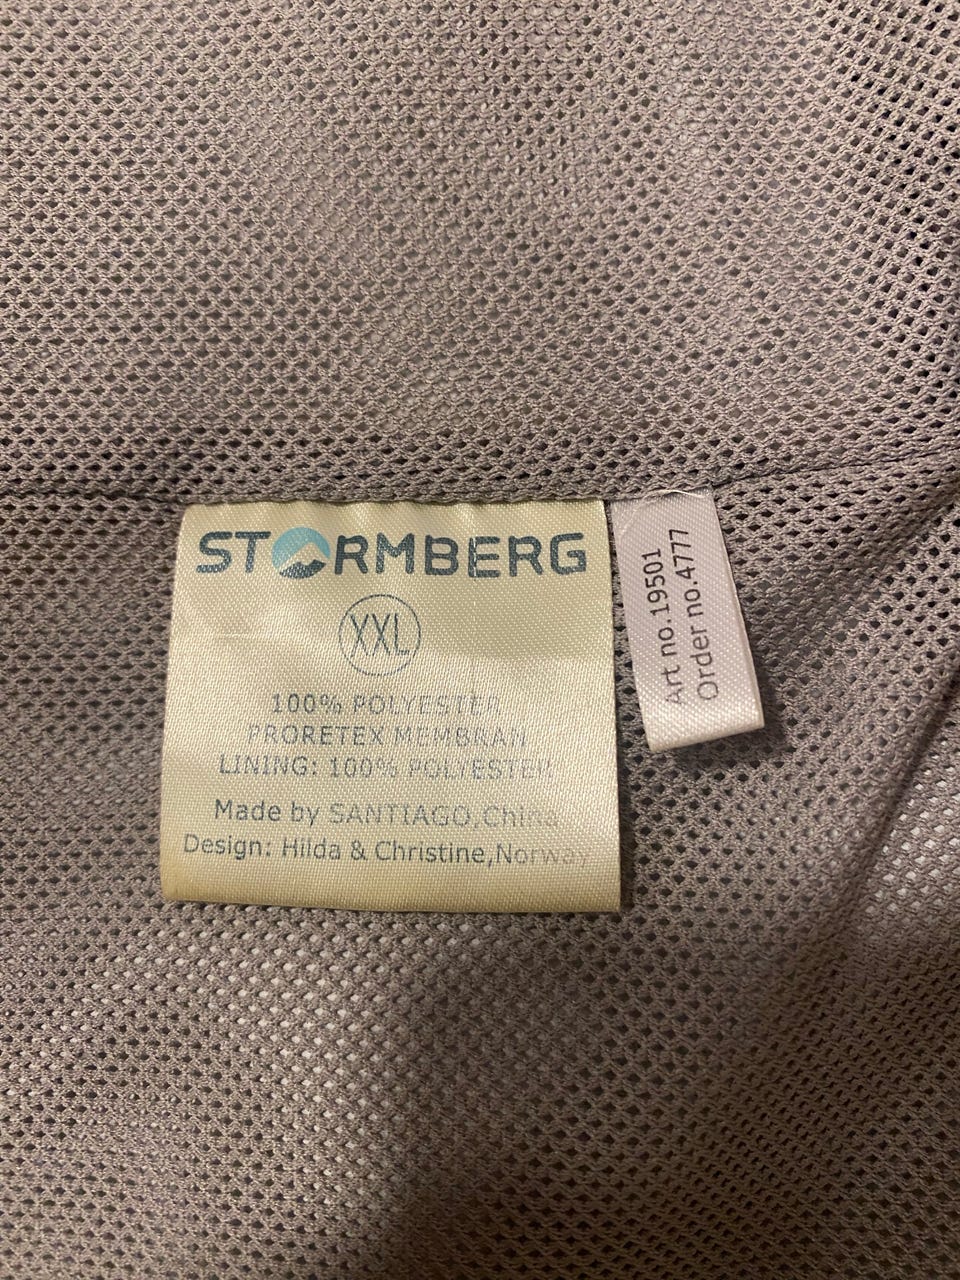 STORMBERG
XXL
100% POLYESTER
PRORETEX MEMBRAN
LINING: 100% POLYESTER
Made by SANTIAGO,China
Design: Hilda & Christine,Norway
Art no.19501
Order no.4777